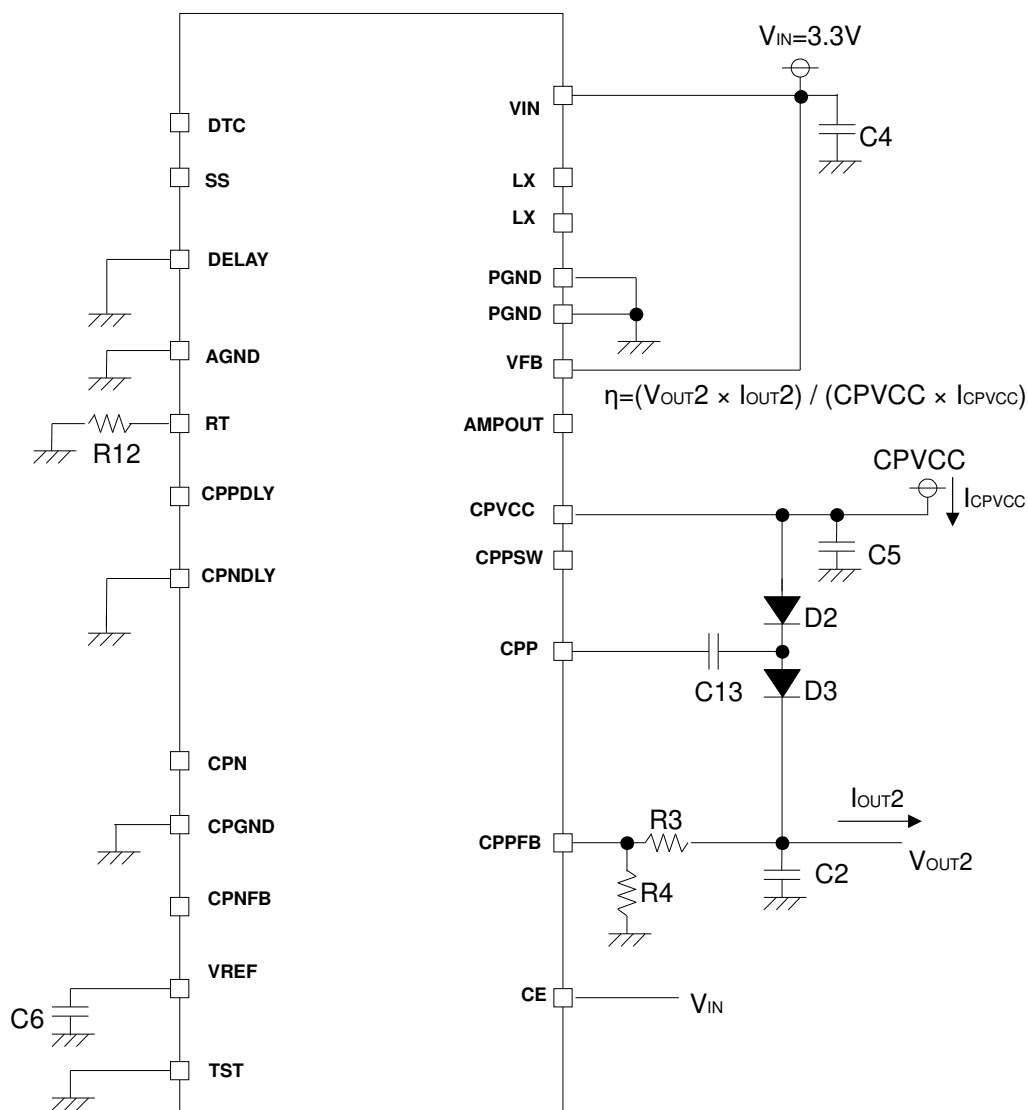 VIN=3.3V
VIN
C4
DTC
SS
LX
LX
DELAY
PGND
PGND
AGND
VFB
η=(VOUT2 × IOUT2) / (CPVCC × ICPVCC)
RT
AMPOUT
R12
CPVCC
ICPVCC
CPPDLY
CPVCC
C5
CPPSW
CPNDLY
D2
CPP
C13
D3
CPN
IOUT2
CPGND
R3
CPPFB
VOUT2
C2
R4
CPNFB
VREF
CE
VIN
C6
TST